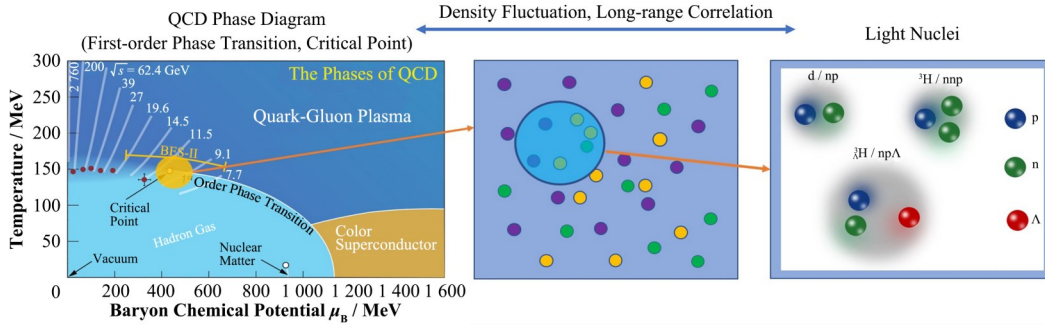 QCD Phase Diagram
(First-order Phase Transition, Critical Point)
Density Fluctuation, Long-range Correlation
Light Nuclei
The Phases of QCD
Quark-Gluon Plasma
2 760
200
√s = 62.4 GeV
39
27
19.6
14.5
11.5
9.1
7.7
BES-II
1st Order Phase Transition
Critical
Point
Hadron Gas
Color
Superconductor
Nuclear
Matter
Vacuum
300
250
200
150
100
50
0
Temperature / MeV
0 200 400 600 800 1 000 1 200 1 400 1 600
Baryon Chemical Potential μB / MeV
d / np
³H / nnp
³ΛH / npΛ
p
n
Λ